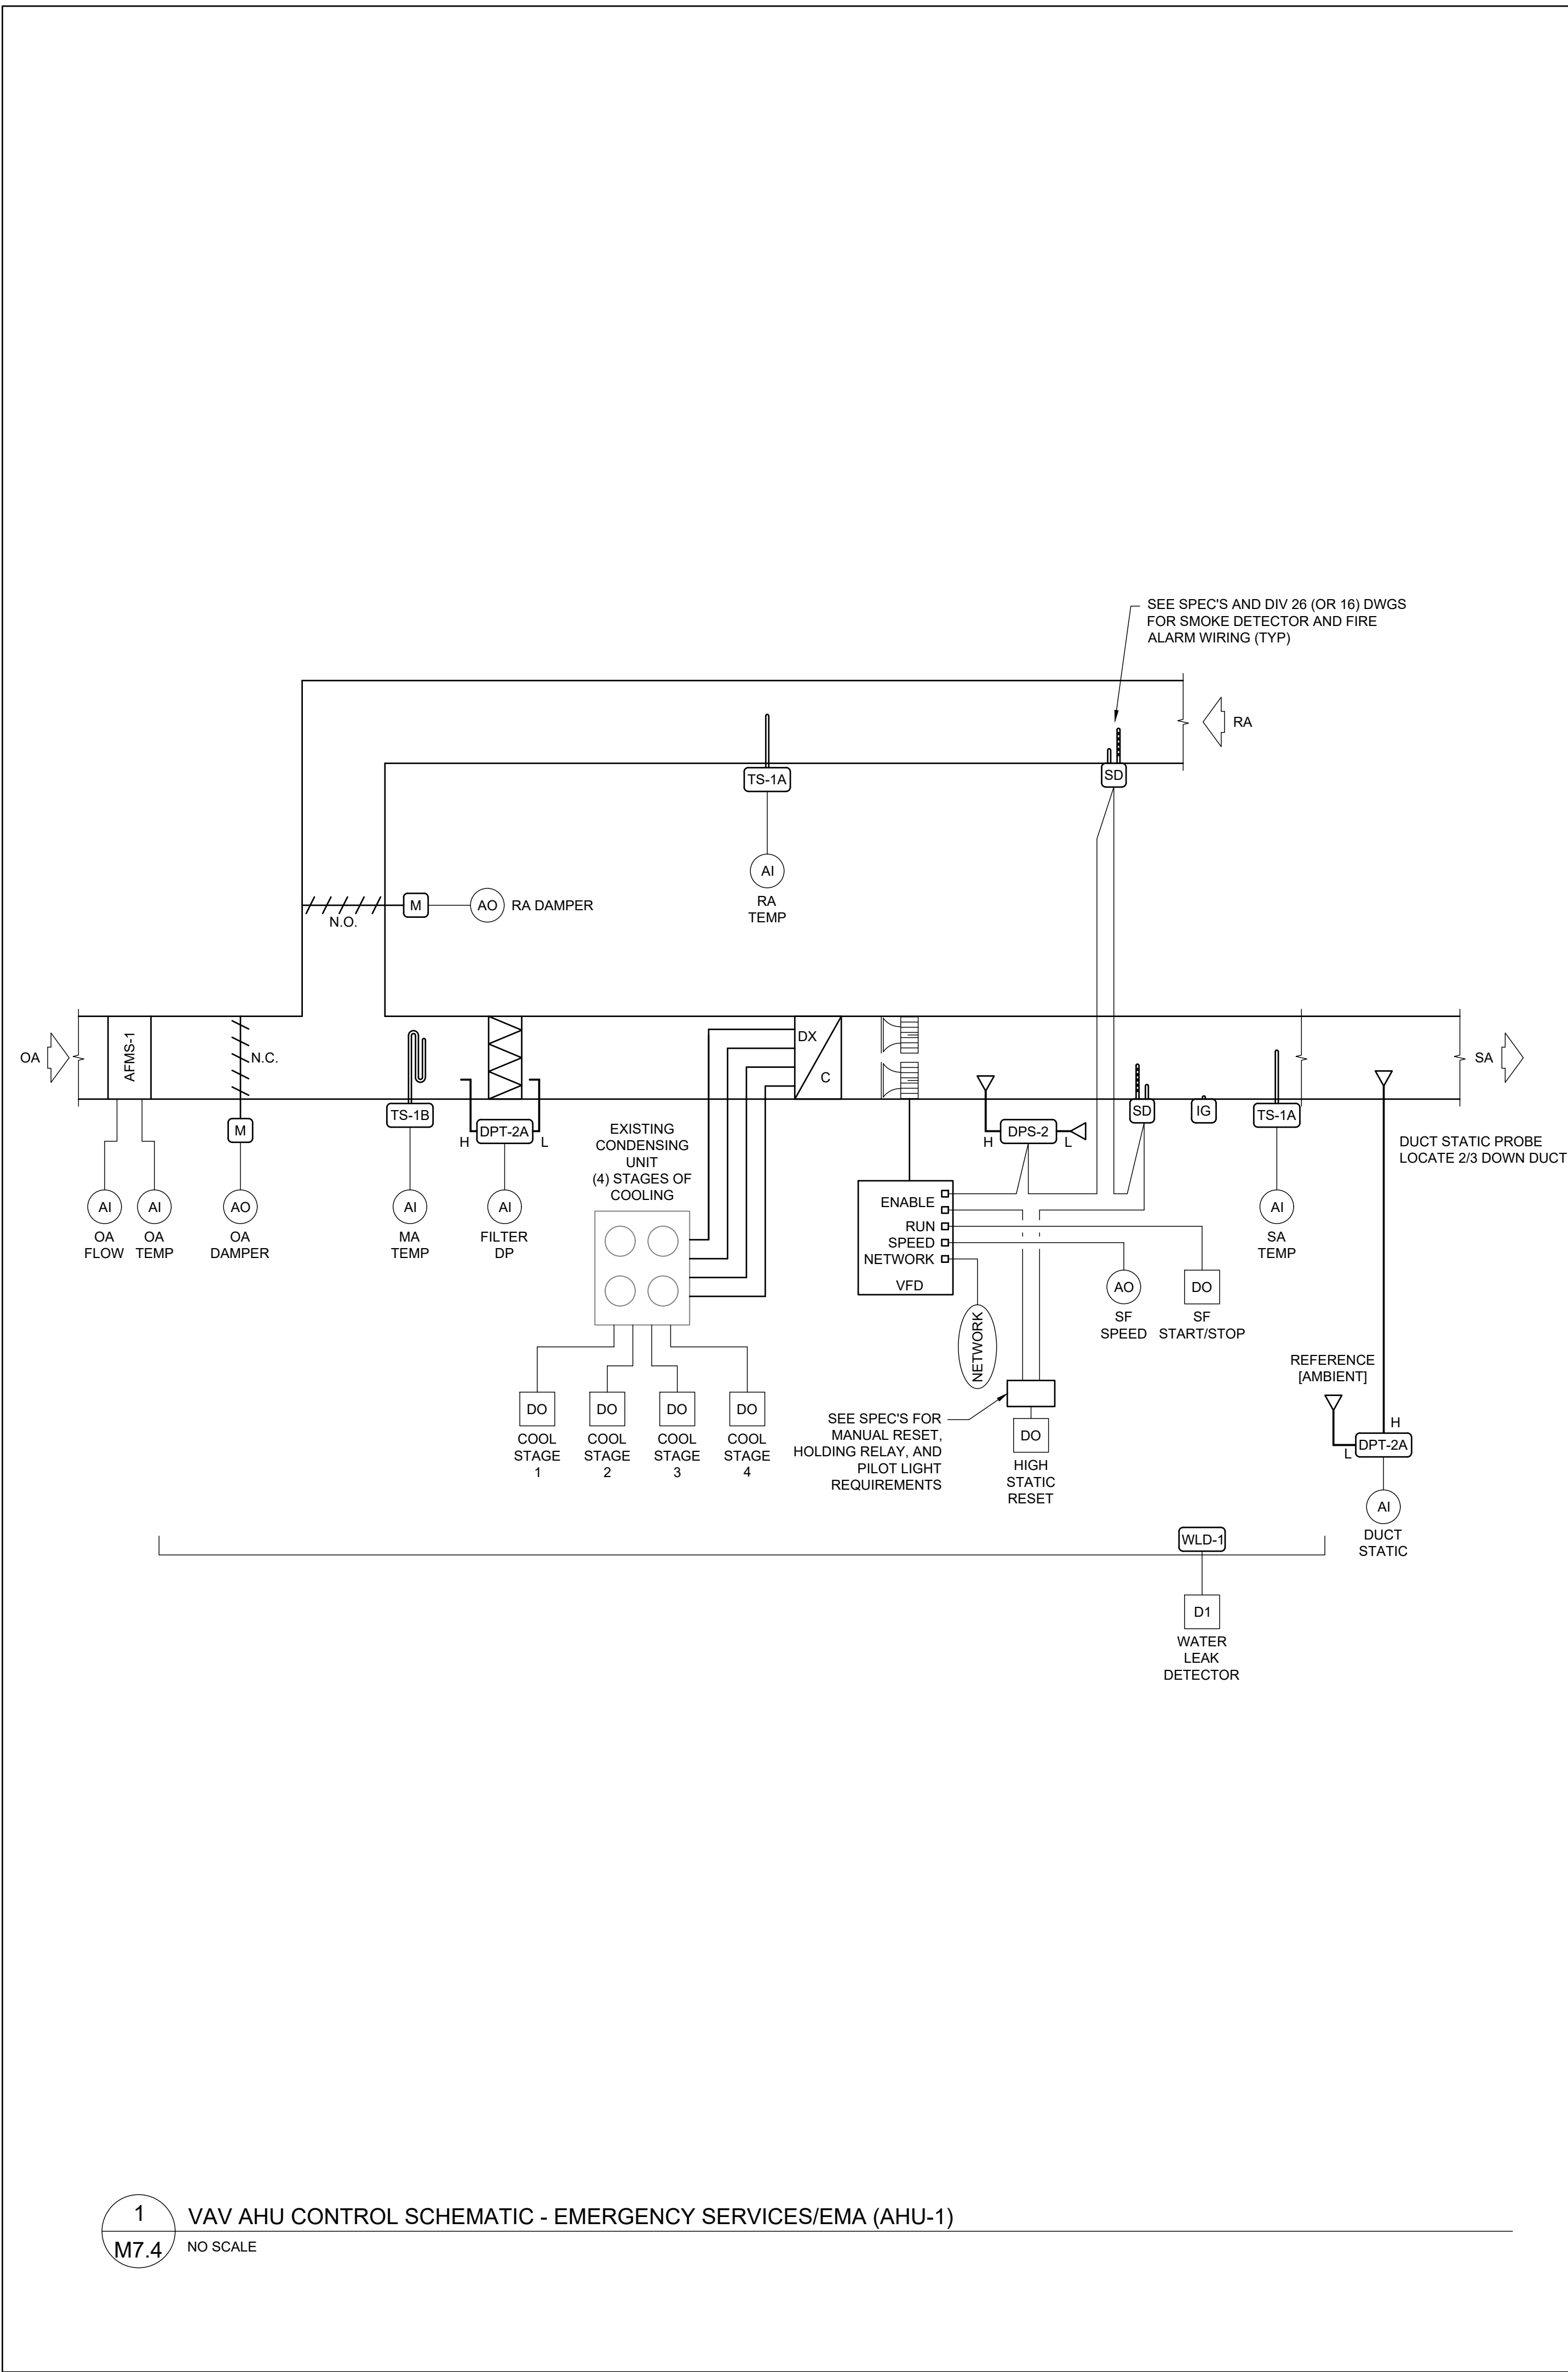 SEE SPEC'S AND DIV 26 (OR 16) DWGS
FOR SMOKE DETECTOR AND FIRE
ALARM WIRING (TYP)
RA
TS-1A
SD
AI
RA
TEMP
M
AO
RA DAMPER
N.O.
OA
AFMS-1
N.C.
DX
C
SA
M
TS-1B
H
DPT-2A
L
H
DPS-2
L
SD
IG
TS-1A
DUCT STATIC PROBE
LOCATE 2/3 DOWN DUCT
EXISTING
CONDENSING
UNIT
(4) STAGES OF
COOLING
AI
OA
FLOW
AI
OA
TEMP
AO
OA
DAMPER
AI
MA
TEMP
AI
FILTER
DP
ENABLE
RUN
SPEED
NETWORK
VFD
AI
SA
TEMP
AO
SF
SPEED
DO
SF
START/STOP
NETWORK
REFERENCE
[AMBIENT]
H
L
DPT-2A
AI
DUCT
STATIC
DO
COOL
STAGE
1
DO
COOL
STAGE
2
DO
COOL
STAGE
3
DO
COOL
STAGE
4
SEE SPEC'S FOR
MANUAL RESET,
HOLDING RELAY, AND
PILOT LIGHT
REQUIREMENTS
DO
HIGH
STATIC
RESET
WLD-1
D1
WATER
LEAK
DETECTOR
1
M7.4
VAV AHU CONTROL SCHEMATIC - EMERGENCY SERVICES/EMA (AHU-1)
NO SCALE